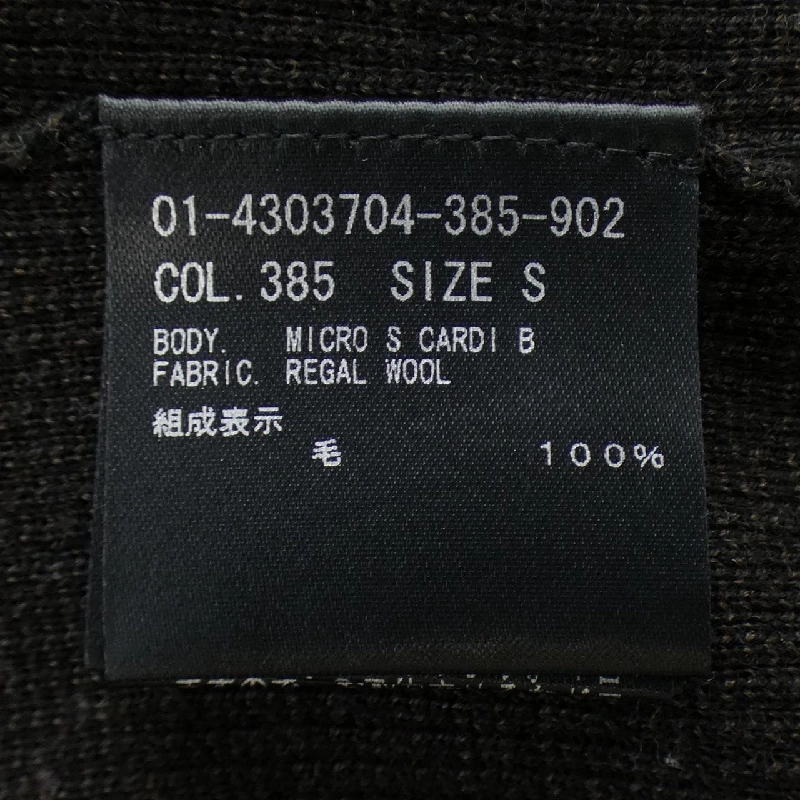 01-4303704-385-902
COL. 385 SIZE S
BODY. MICRO S CARDI B
FABRIC. REGAL WOOL
組成表示
毛 100%